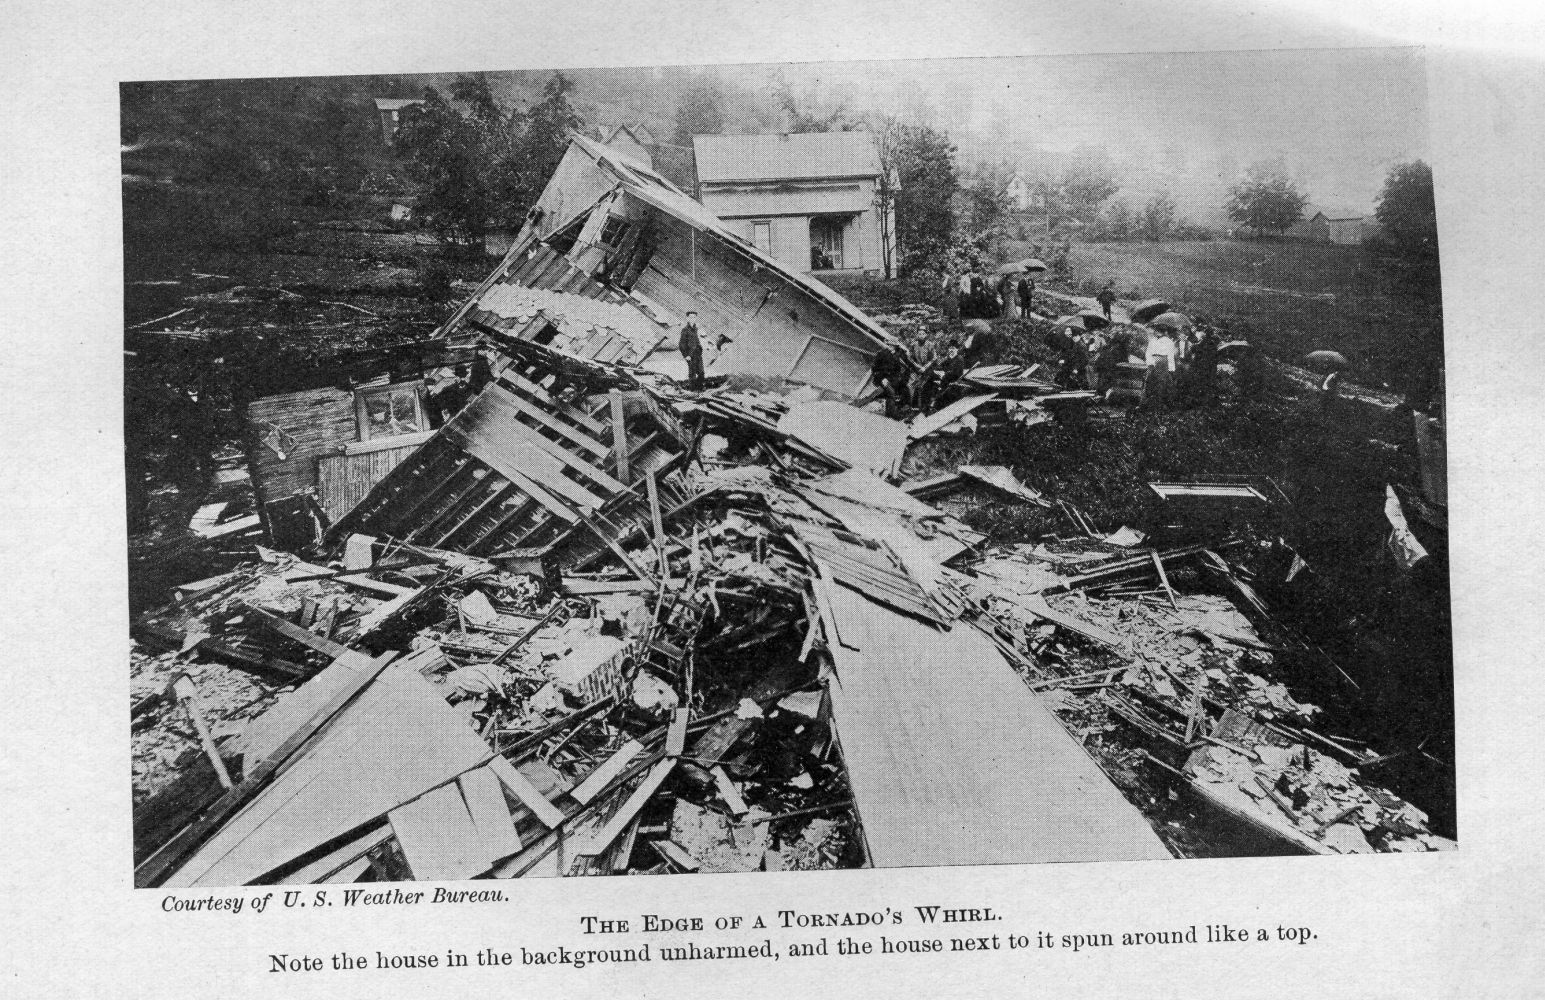 Courtesy of U. S. Weather Bureau.
The Edge of a Tornado's Whirl.
Note the house in the background unharmed, and the house next to it spun around like a top.